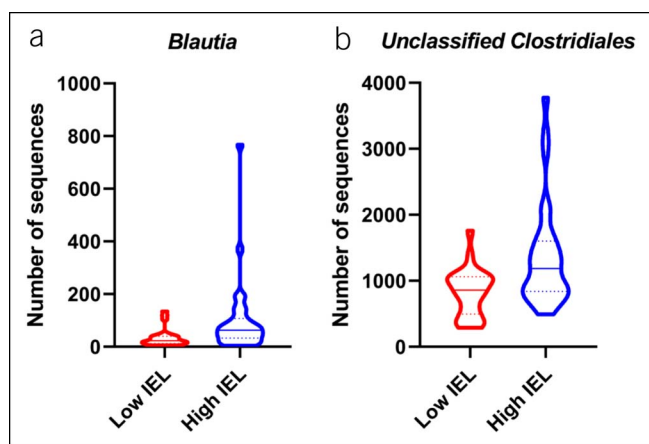 a
Blautia
Number of sequences
1000
800
600
400
200
0
Low IEL
High IEL
b
Unclassified Clostridiales
Number of sequences
4000
3000
2000
1000
0
Low IEL
High IEL